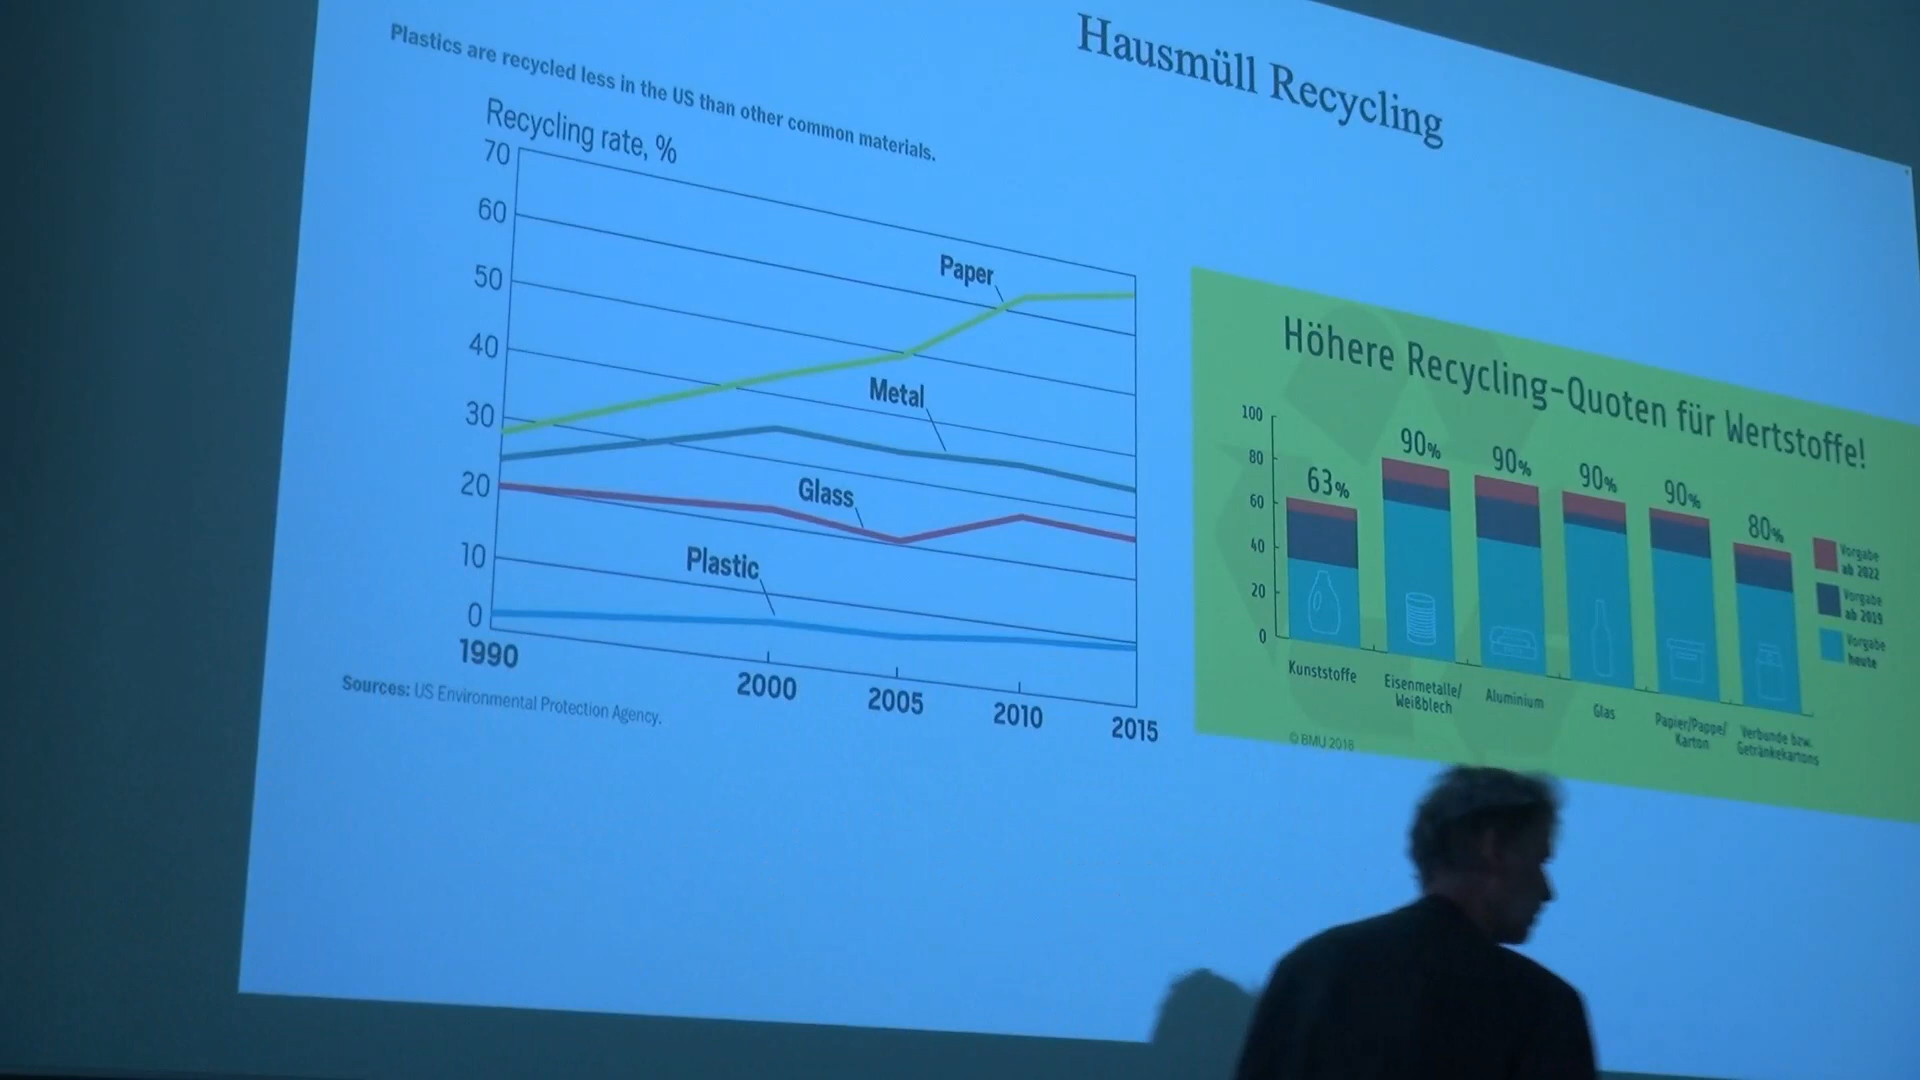 Hausmüll Recycling
Plastics are recycled less in the US than other common materials.
Recycling rate, %
70
60
50
40
30
20
10
0
Paper
Metal
Glass
Plastic
1990
2000
2005
2010
2015
Sources: US Environmental Protection Agency.
Höhere Recycling-Quoten für Wertstoffe!
100
80
60
40
20
0
63%
90%
90%
90%
90%
80%
Kunststoffe
Eisenmetalle/
Weißblech
Aluminium
Glas
Papier/Pappe/
Karton
Verbunde bzw.
Getränkekartons
Vorgabe
ab 2022
Vorgabe
ab 2019
Vorgabe
heute
© BMU 2018